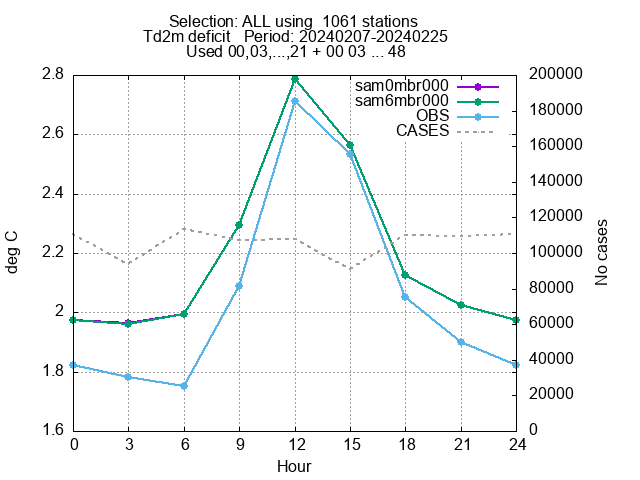 Selection: ALL using  1061 stations
Td2m deficit   Period: 20240207-20240225
Used 00,03,...,21 + 00 03 ... 48
2.8
2.6
2.4
2.2
2
1.8
1.6
200000
180000
160000
140000
120000
100000
80000
60000
40000
20000
0
sam0mbr000
sam6mbr000
OBS
CASES
deg C
No cases
0 3 6 9 12 15 18 21 24
Hour